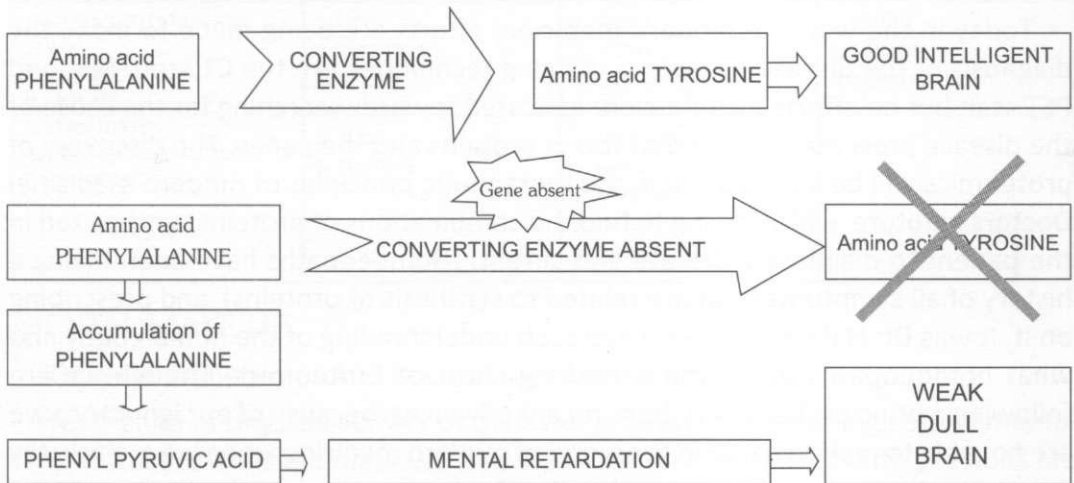 Amino acid
PHENYLALANINE
CONVERTING
ENZYME
Amino acid TYROSINE
GOOD INTELLIGENT
BRAIN
Gene absent
Amino acid
PHENYLALANINE
CONVERTING ENZYME ABSENT
Amino acid TYROSINE
Accumulation of
PHENYLALANINE
WEAK
DULL
BRAIN
PHENYL PYRUVIC ACID
MENTAL RETARDATION